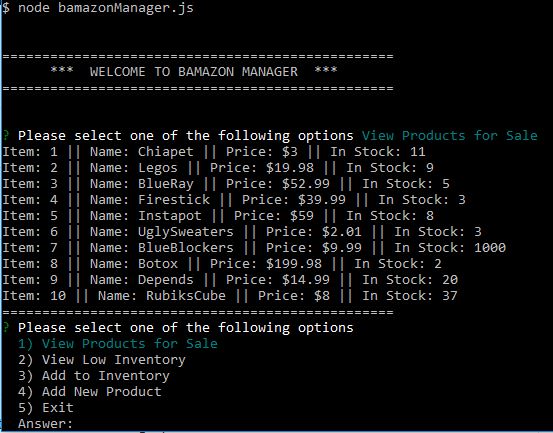 $ node bamazonManager.js
=================================================
*** WELCOME TO BAMAZON MANAGER ***
=================================================
? Please select one of the following options View Products for Sale
Item: 1 || Name: Chiapet || Price: $3 || In Stock: 11
Item: 2 || Name: Legos || Price: $19.98 || In Stock: 9
Item: 3 || Name: BlueRay || Price: $52.99 || In Stock: 5
Item: 4 || Name: Firestick || Price: $39.99 || In Stock: 3
Item: 5 || Name: Instapot || Price: $59 || In Stock: 8
Item: 6 || Name: UglySweaters || Price: $2.01 || In Stock: 3
Item: 7 || Name: BlueBlockers || Price: $9.99 || In Stock: 1000
Item: 8 || Name: Botox || Price: $199.98 || In Stock: 2
Item: 9 || Name: Depends || Price: $14.99 || In Stock: 20
Item: 10 || Name: RubiksCube || Price: $8 || In Stock: 37
=================================================
? Please select one of the following options
1) View Products for Sale
2) View Low Inventory
3) Add to Inventory
4) Add New Product
5) Exit
Answer: